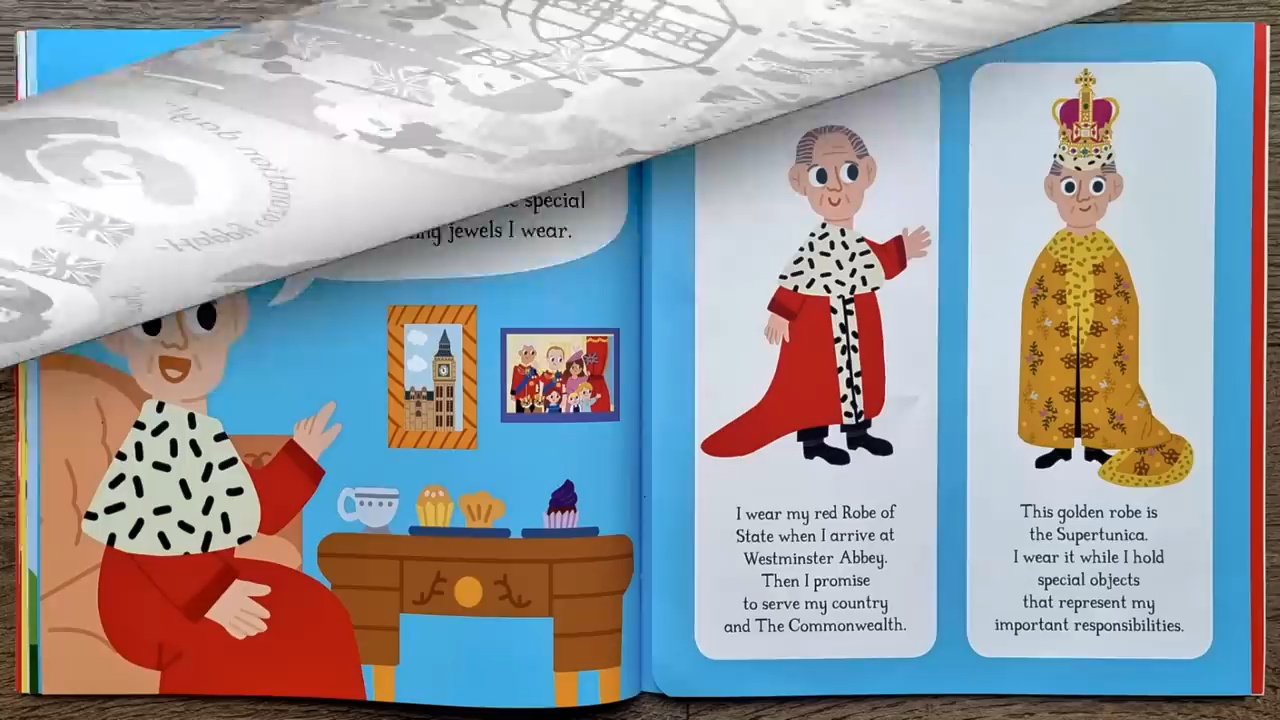 special
jewels I wear.
I wear my red Robe of
State when I arrive at
Westminster Abbey.
Then I promise
to serve my country
and The Commonwealth.
This golden robe is
the Supertunica.
I wear it while I hold
special objects
that represent my
important responsibilities.